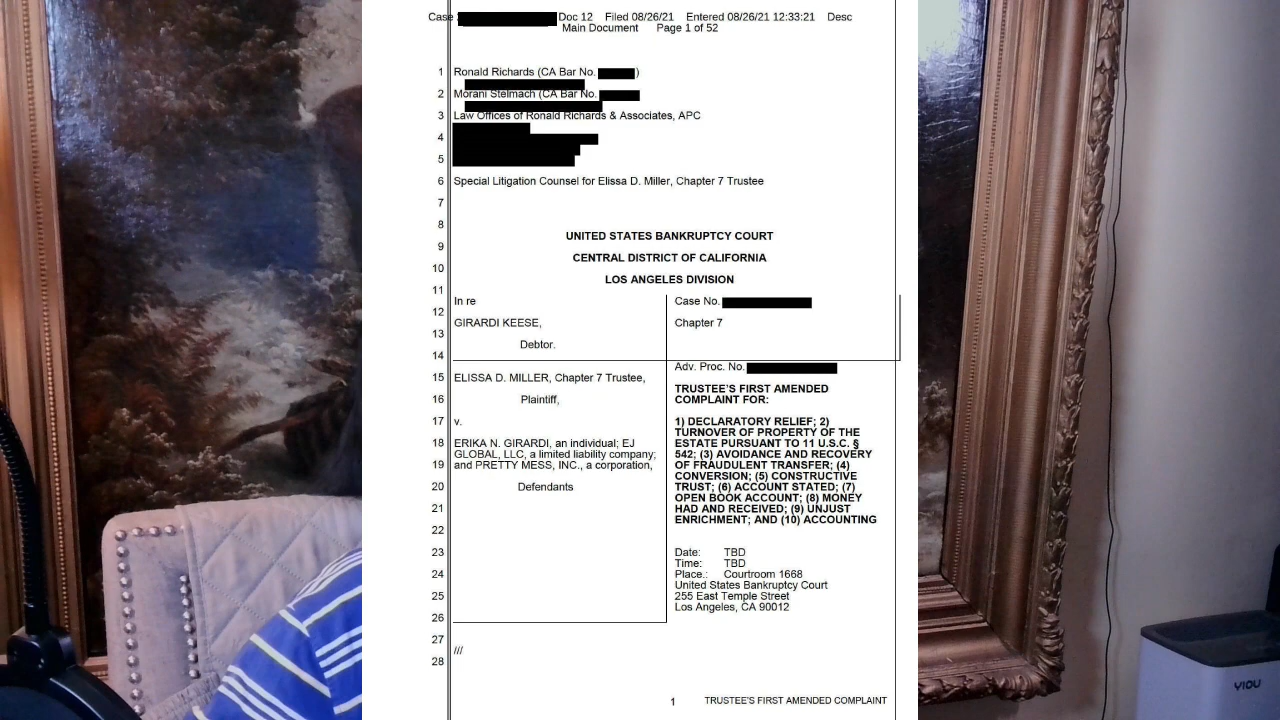 Case Doc 12 Filed 08/26/21 Entered 08/26/21 12:33:21 Desc
Main Document Page 1 of 52
1 Ronald Richards (CA Bar No. )
2 Morani Stelmach (CA Bar No.
3 Law Offices of Ronald Richards & Associates, APC
4
5
6 Special Litigation Counsel for Elissa D. Miller, Chapter 7 Trustee
7
8
UNITED STATES BANKRUPTCY COURT
9
CENTRAL DISTRICT OF CALIFORNIA
10
LOS ANGELES DIVISION
11
In re
12
GIRARDI KEESE,
13
Debtor.
14
Case No.
Chapter 7
Adv. Proc. No.
15 ELISSA D. MILLER, Chapter 7 Trustee,
16 Plaintiff,
17 v.
18 ERIKA N. GIRARDI, an individual; EJ
GLOBAL, LLC, a limited liability company;
19 and PRETTY MESS, INC., a corporation,
20 Defendants
21
22
23
24
25
26
TRUSTEE'S FIRST AMENDED
COMPLAINT FOR:
1) DECLARATORY RELIEF; 2)
TURNOVER OF PROPERTY OF THE
ESTATE PURSUANT TO 11 U.S.C. §
542; (3) AVOIDANCE AND RECOVERY
OF FRAUDULENT TRANSFER; (4)
CONVERSION; (5) CONSTRUCTIVE
TRUST; (6) ACCOUNT STATED; (7)
OPEN BOOK ACCOUNT; (8) MONEY
HAD AND RECEIVED; (9) UNJUST
ENRICHMENT; AND (10) ACCOUNTING
Date: TBD
Time: TBD
Place.: Courtroom 1668
United States Bankruptcy Court
255 East Temple Street
Los Angeles, CA 90012
27
///
28
1 TRUSTEE'S FIRST AMENDED COMPLAINT
YIOU